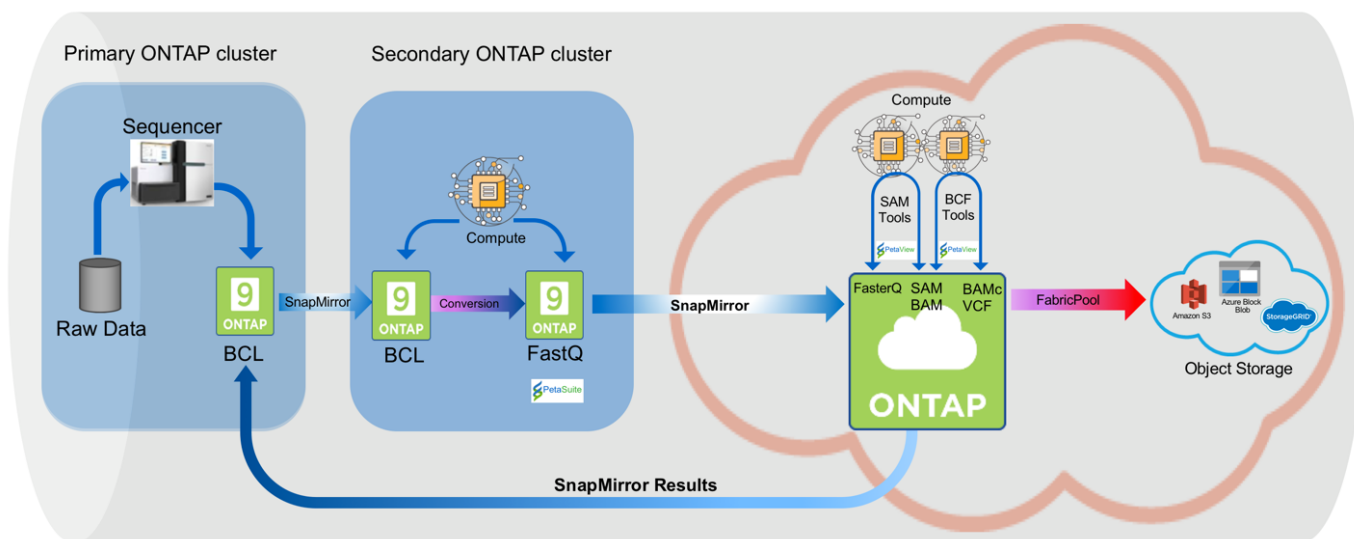 Primary ONTAP cluster
Secondary ONTAP cluster
Sequencer
Raw Data
9
ONTAP
BCL
SnapMirror
Compute
9
ONTAP
BCL
Conversion
9
ONTAP
FastQ
PetaSuite
SnapMirror
Compute
SAM
Tools
BCF
Tools
PetaView
PetaView
FasterQ
SAM
BAM
BAMc
VCF
ONTAP
FabricPool
Amazon S3
Azure Block
Blob
StorageGRID
Object Storage
SnapMirror Results